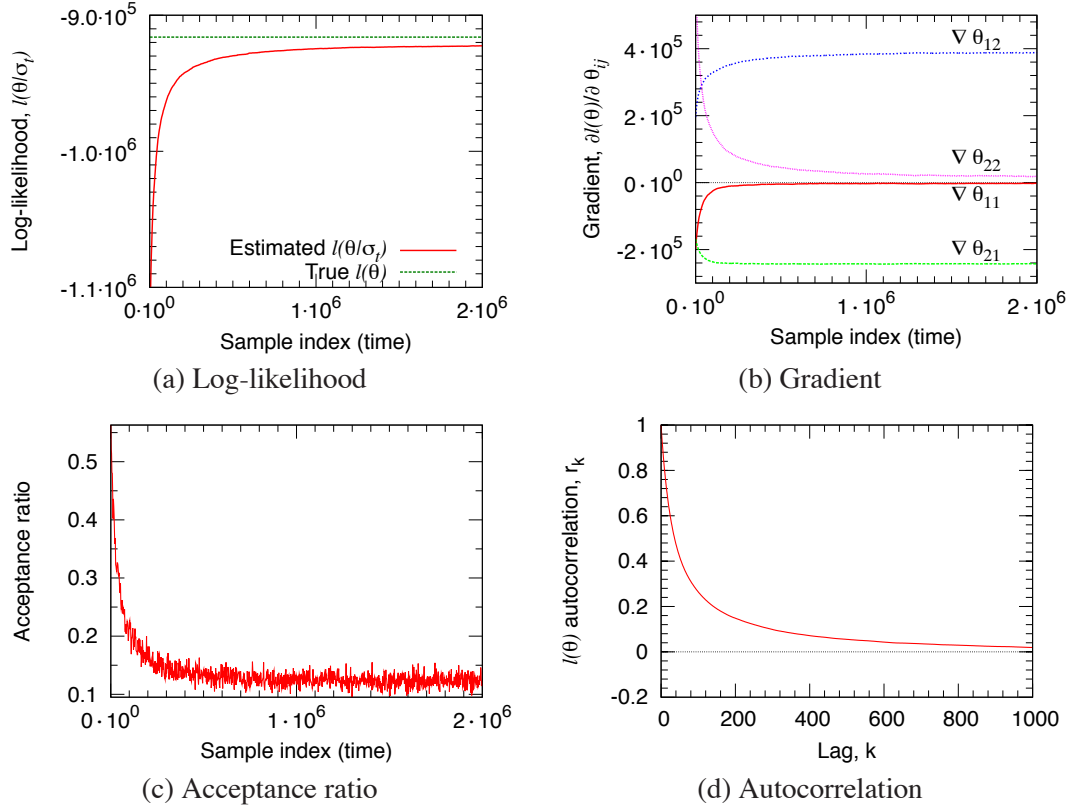 -9.0·10⁵
-1.0·10⁶
-1.1·10⁶
Log-likelihood, l(θ/σₜ)
Estimated l(θ/σₜ)
True l(θ)
0·10⁰ 1·10⁶ 2·10⁶
Sample index (time)
(a) Log-likelihood
4·10⁵
2·10⁵
0·10⁰
-2·10⁵
Gradient, ∂l(θ)/∂ θᵢⱼ
∇ θ₁₂
∇ θ₂₂
∇ θ₁₁
∇ θ₂₁
0·10⁰ 1·10⁶ 2·10⁶
Sample index (time)
(b) Gradient
0.5
0.4
0.3
0.2
0.1
Acceptance ratio
0·10⁰ 1·10⁶ 2·10⁶
Sample index (time)
(c) Acceptance ratio
1
0.8
0.6
0.4
0.2
0
-0.2
l(θ) autocorrelation, rₖ
0 200 400 600 800 1000
Lag, k
(d) Autocorrelation